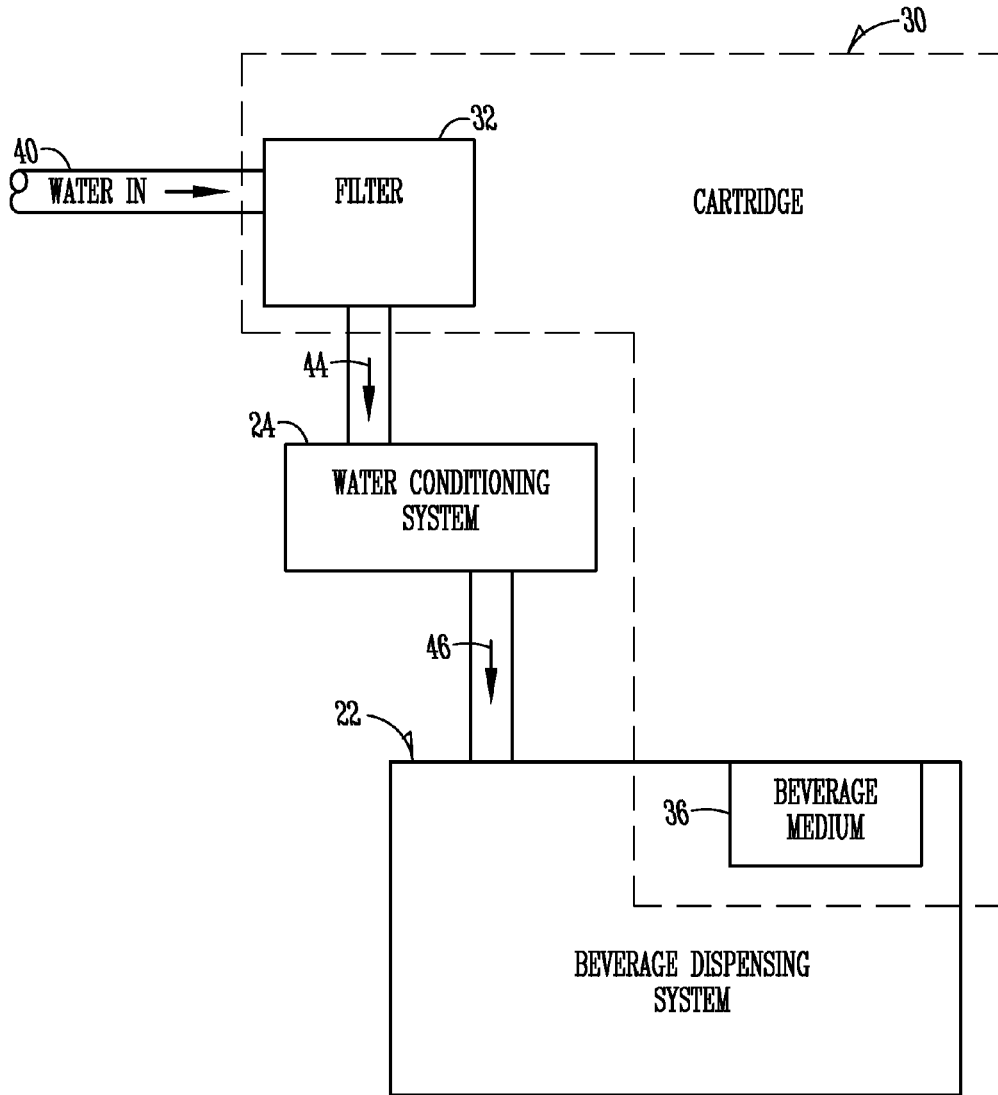 30
32
40
WATER IN
FILTER
CARTRIDGE
44
24
WATER CONDITIONING
SYSTEM
46
22
BEVERAGE
MEDIUM
36
BEVERAGE DISPENSING
SYSTEM